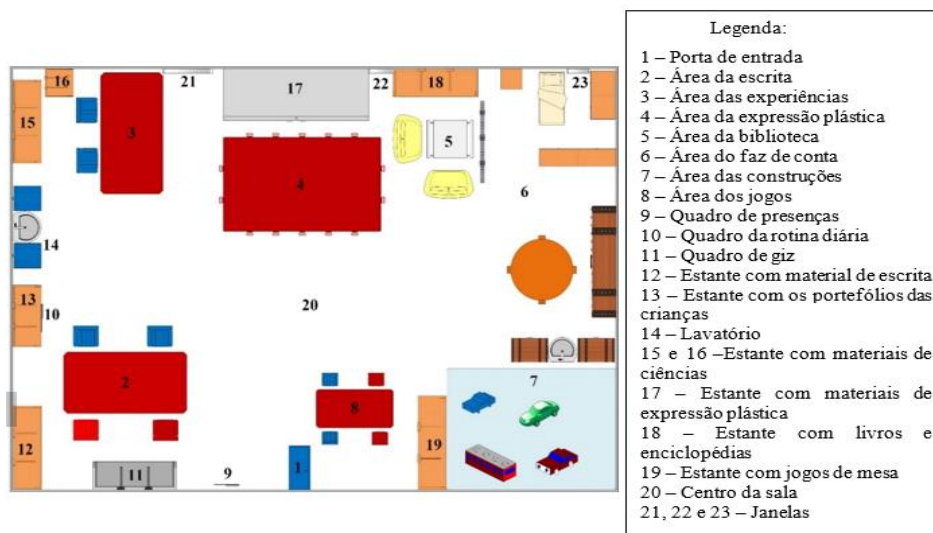 16
21
17
22
18
23
15
3
5
4
6
14
13
10
20
2
7
8
12
19
11
9
1
Legenda:
1 – Porta de entrada
2 – Área da escrita
3 – Área das experiências
4 – Área da expressão plástica
5 – Área da biblioteca
6 – Área do faz de conta
7 – Área das construções
8 – Área dos jogos
9 – Quadro de presenças
10 – Quadro da rotina diária
11 – Quadro de giz
12 – Estante com material de escrita
13 – Estante com os portefólios das
crianças
14 – Lavatório
15 e 16 –Estante com materiais de
ciências
17 – Estante com materiais de
expressão plástica
18 – Estante com livros e
enciclopédias
19 – Estante com jogos de mesa
20 – Centro da sala
21, 22 e 23 – Janelas